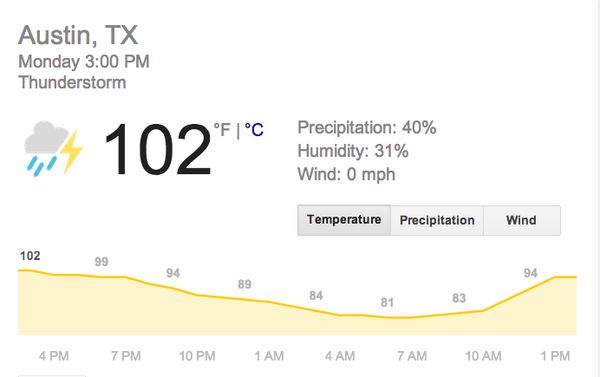 Austin, TX
Monday 3:00 PM
Thunderstorm
102 °F | °C
Precipitation: 40%
Humidity: 31%
Wind: 0 mph
Temperature Precipitation Wind
102 99 94 89 84 81 83 94
4 PM 7 PM 10 PM 1 AM 4 AM 7 AM 10 AM 1 PM